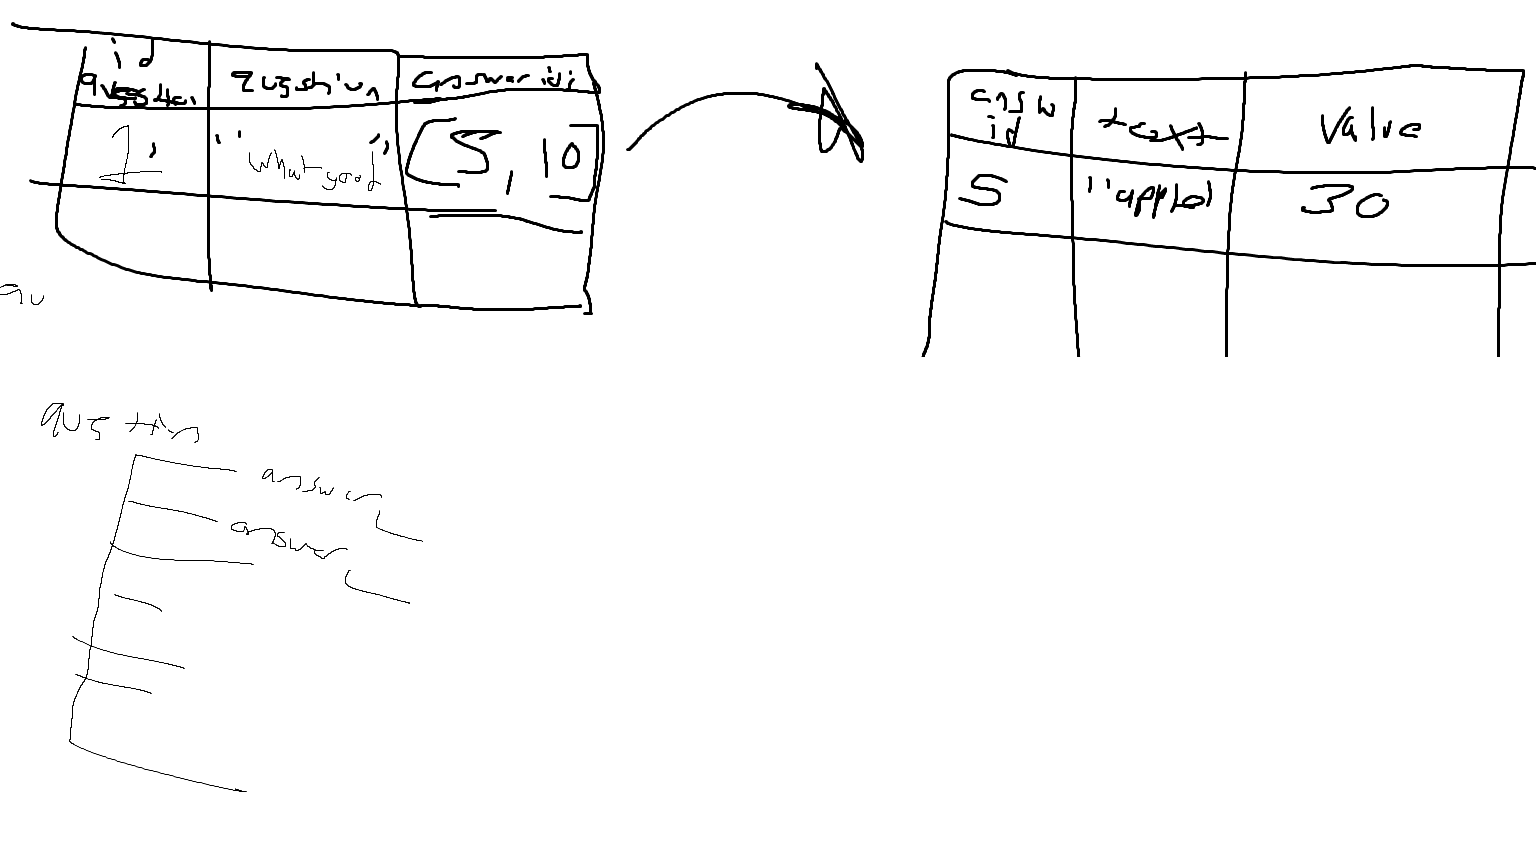 id question question answer ids
1, "what good" [5, 10]
answ id text value
5 "apple" 30
qu
question
answer
answer